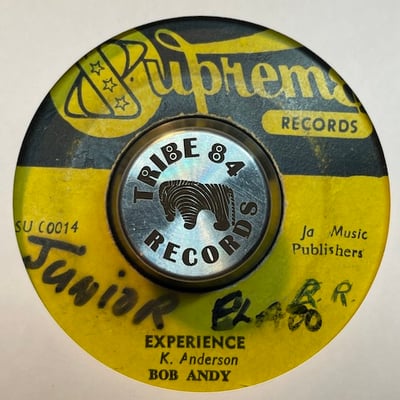 Supreme
RECORDS
TRIBE 84
RECORDS
SU C0014
Ja Music
Publishers
JUNIOR
R.R.
EXPERIENCE
K. Anderson
BOB ANDY